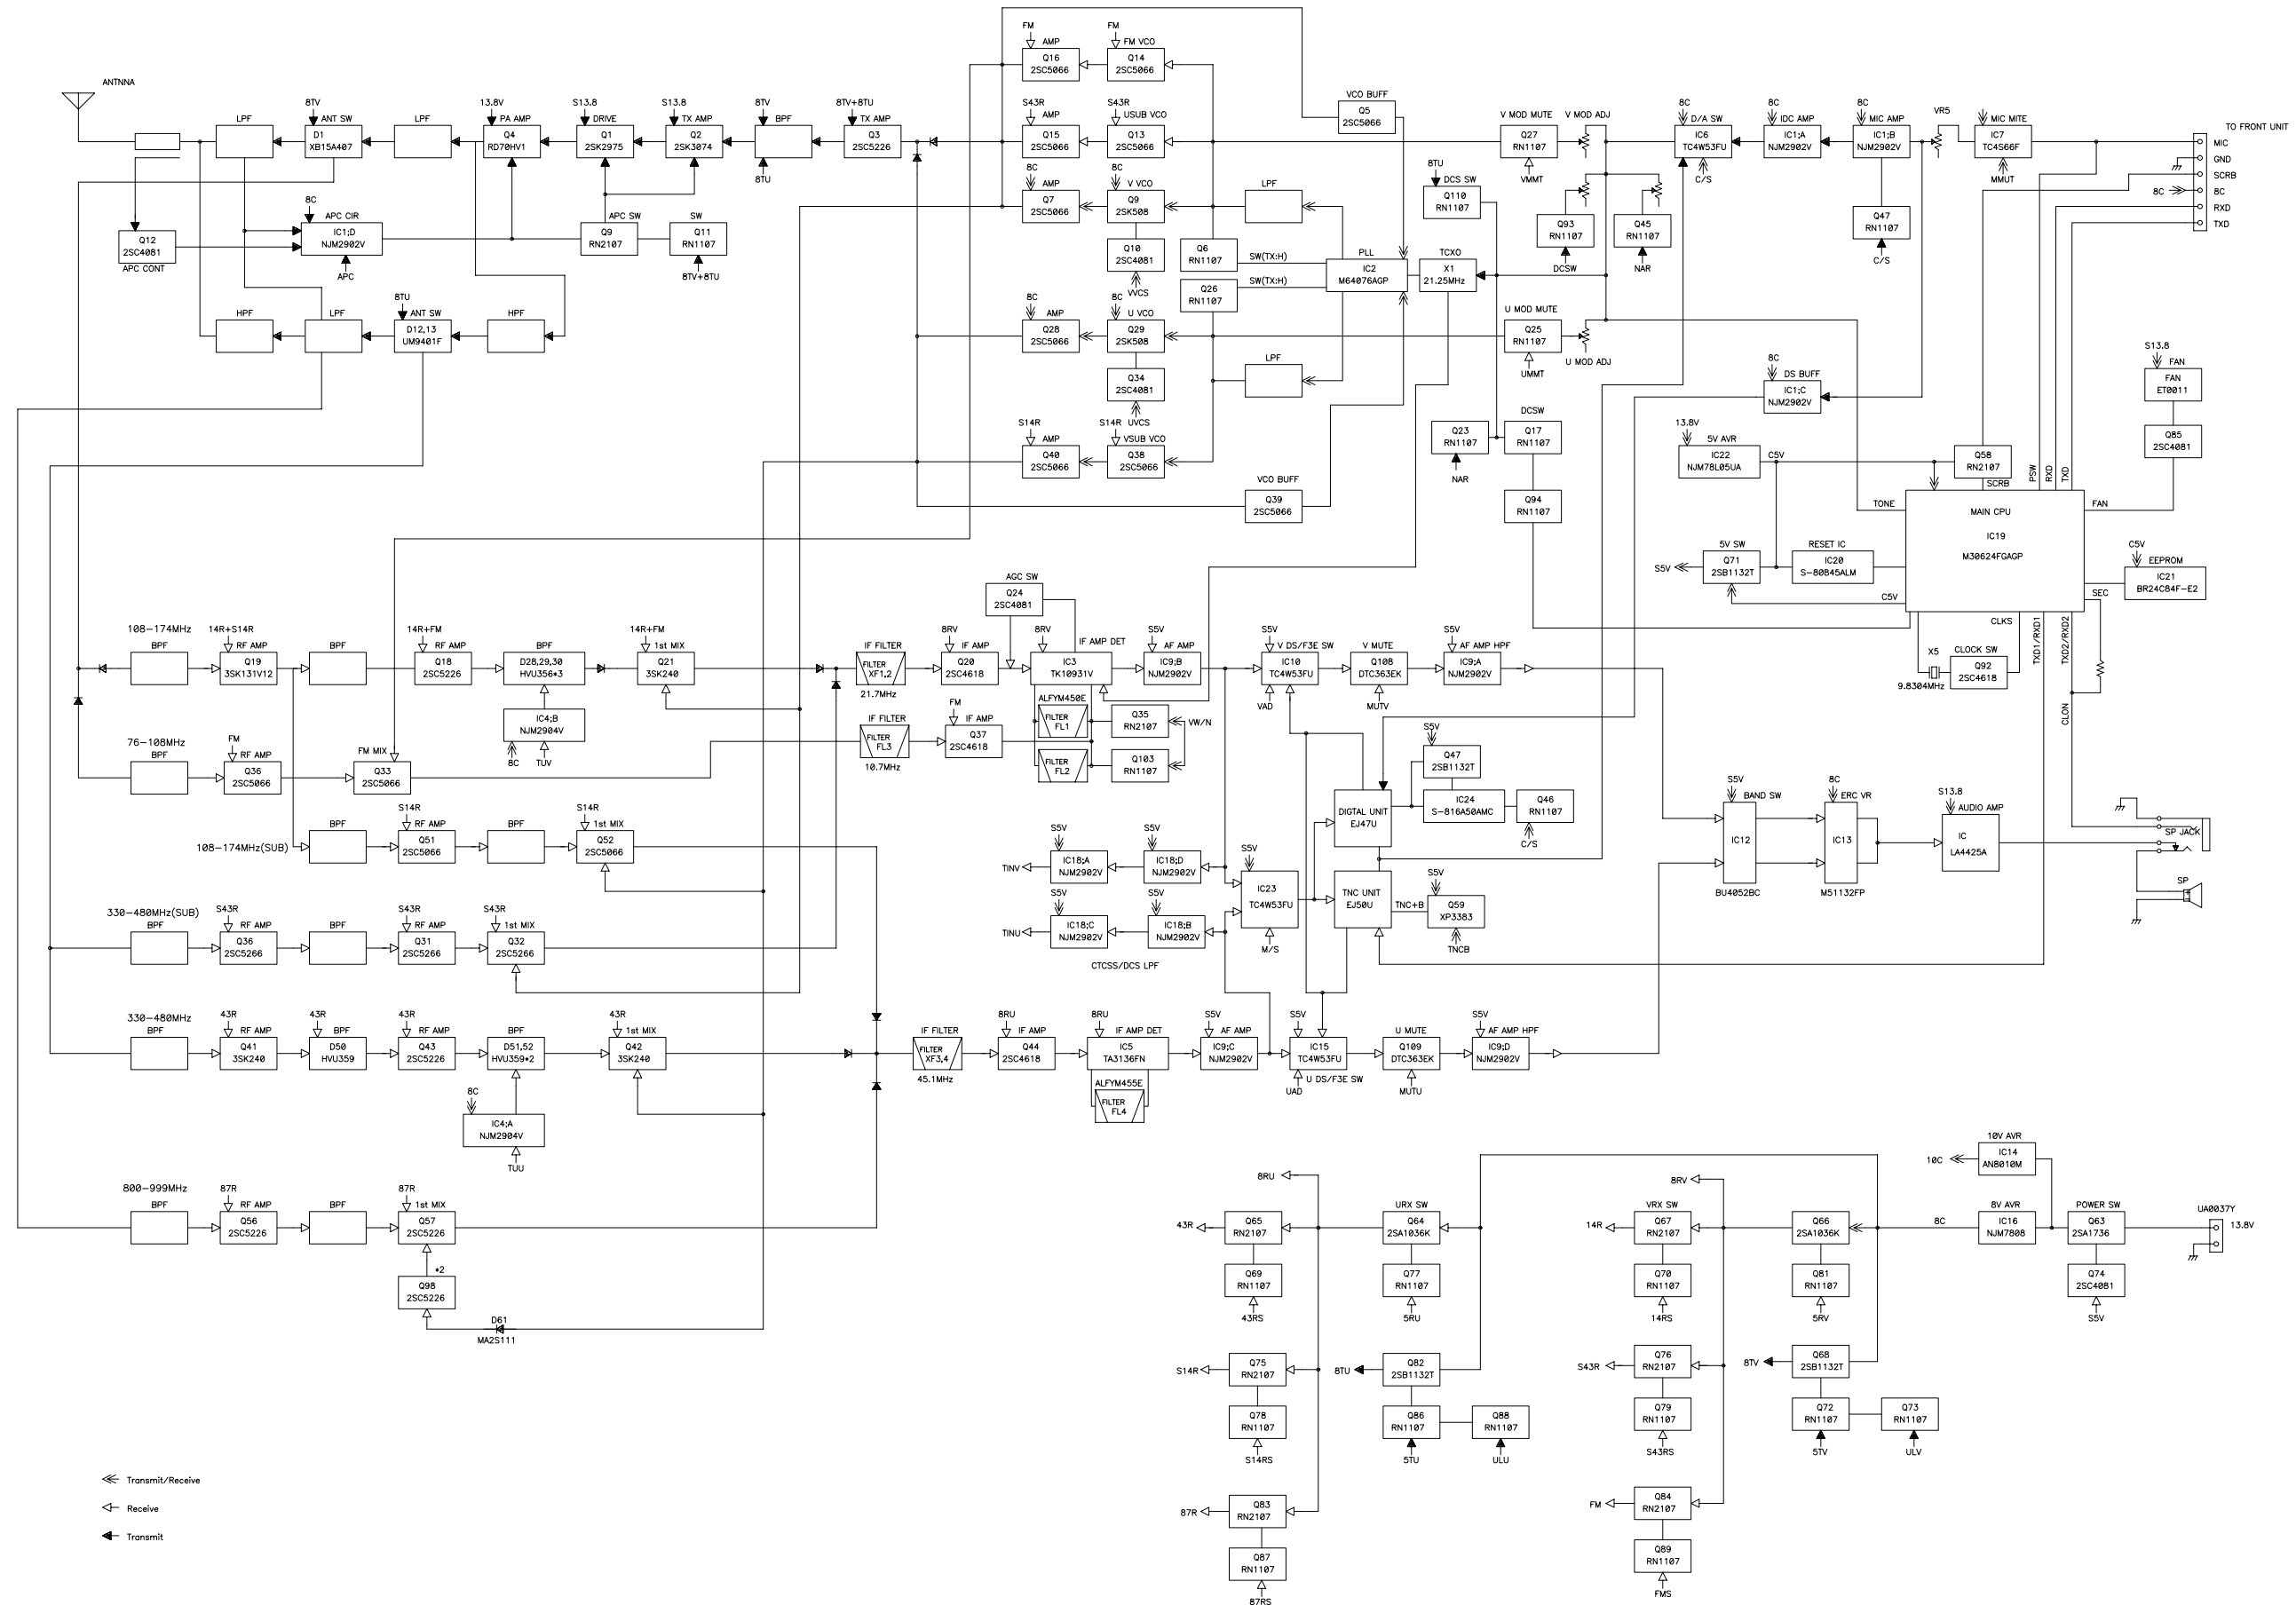 ANTNNA
LPF
8TV
ANT SW
D1
XB15A407
LPF
13.8V
PA AMP
Q4
RD70HV1
S13.8
DRIVE
Q1
2SK2975
S13.8
TX AMP
Q2
2SK3074
8TV
BPF
8TU
8TV+8TU
TX AMP
Q3
2SC5226
Q12
2SC4081
APC CONT
8C
APC CIR
IC1;D
NJM2902V
APC
APC SW
Q9
RN2107
SW
Q11
RN1107
8TV+8TU
HPF
LPF
8TU
ANT SW
D12,13
UM9401F
HPF
FM
AMP
Q16
2SC5066
FM
FM VCO
Q14
2SC5066
S43R
AMP
Q15
2SC5066
S43R
USUB VCO
Q13
2SC5066
8C
AMP
Q7
2SC5066
8C
V VCO
Q9
2SK508
Q10
2SC4081
VVCS
8C
AMP
Q28
2SC5066
8C
U VCO
Q29
2SK508
Q34
2SC4081
UVCS
S14R
AMP
Q40
2SC5066
S14R
VSUB VCO
Q38
2SC5066
VCO BUFF
Q5
2SC5066
LPF
Q6
RN1107
SW(TX:H)
Q26
RN1107
SW(TX:H)
PLL
IC2
M64076AGP
TCXO
X1
21.25MHz
LPF
VCO BUFF
Q39
2SC5066
8TU
DCS SW
Q110
RN1107
V MOD MUTE
Q27
RN1107
VMMT
V MOD ADJ
Q93
RN1107
DCSW
Q45
RN1107
NAR
U MOD MUTE
Q25
RN1107
UMMT
U MOD ADJ
Q23
RN1107
NAR
DCSW
Q17
RN1107
Q94
RN1107
8C
D/A SW
IC6
TC4W53FU
C/S
8C
IDC AMP
IC1;A
NJM2902V
8C
MIC AMP
IC1;B
NJM2902V
Q47
RN1107
C/S
VR5
MIC MITE
IC7
TC4S66F
MMUT
TO FRONT UNIT
MIC
GND
SCRB
8C
8C
RXD
TXD
8C
DS BUFF
IC1;C
NJM2902V
S13.8
FAN
FAN
ET0011
Q85
2SC4081
13.8V
5V AVR
IC22
NJM78L05UA
C5V
Q58
RN2107
SCRB
PSW
RXD
TXD
TONE
MAIN CPU
IC19
M30624FGAGP
FAN
5V SW
Q71
2SB1132T
S5V
C5V
RESET IC
IC20
S-80845ALM
C5V
EEPROM
IC21
BR24C84F-E2
SEC
CLKS
X5
9.8304MHz
CLOCK SW
Q92
2SC4618
TXD1/RXD1
TXD2/RXD2
CLON
108-174MHz
BPF
14R+S14R
RF AMP
Q19
3SK131V12
BPF
14R+FM
RF AMP
Q18
2SC5226
BPF
D28,29,30
HVU356*3
14R+FM
1st MIX
Q21
3SK240
IC4;B
NJM2904V
8C
TUV
76-108MHz
BPF
FM
RF AMP
Q36
2SC5066
FM MIX
Q33
2SC5066
108-174MHz(SUB)
BPF
S14R
RF AMP
Q51
2SC5066
BPF
S14R
1st MIX
Q52
2SC5066
330-480MHz(SUB)
BPF
S43R
RF AMP
Q36
2SC5266
BPF
S43R
RF AMP
Q31
2SC5266
S43R
1st MIX
Q32
2SC5266
330-480MHz
BPF
43R
RF AMP
Q41
3SK240
43R
BPF
D50
HVU359
43R
RF AMP
Q43
2SC5226
BPF
D51,52
HVU359*2
43R
1st MIX
Q42
3SK240
8C
IC4;A
NJM2904V
TUU
800-999MHz
BPF
87R
RF AMP
Q56
2SC5226
BPF
87R
1st MIX
Q57
2SC5226
*2
Q98
2SC5226
D61
MA2S111
IF FILTER
FILTER
XF1,2
21.7MHz
8RV
IF AMP
Q20
2SC4618
AGC SW
Q24
2SC4081
8RV
IF AMP DET
IC3
TK10931V
ALFYM450E
FILTER
FL1
FILTER
FL2
Q35
RN2107
Q103
RN1107
VW/N
IF FILTER
FILTER
FL3
10.7MHz
FM
IF AMP
Q37
2SC4618
S5V
AF AMP
IC9;B
NJM2902V
S5V
V DS/F3E SW
IC10
TC4W53FU
VAD
V MUTE
Q108
DTC363EK
MUTV
S5V
AF AMP HPF
IC9;A
NJM2902V
S5V
Q47
2SB1132T
DIGTAL UNIT
EJ47U
IC24
S-816A50AMC
Q46
RN1107
C/S
S5V
IC18;A
NJM2902V
TINV
S5V
IC18;D
NJM2902V
S5V
IC18;C
NJM2902V
TINU
S5V
IC18;B
NJM2902V
CTCSS/DCS LPF
S5V
IC23
TC4W53FU
M/S
TNC UNIT
EJ50U
TNC+B
S5V
Q59
XP3383
TNCB
IF FILTER
FILTER
XF3,4
45.1MHz
8RU
IF AMP
Q44
2SC4618
8RU
IF AMP DET
IC5
TA3136FN
ALFYM455E
FILTER
FL4
S5V
AF AMP
IC9;C
NJM2902V
S5V
IC15
TC4W53FU
U DS/F3E SW
UAD
U MUTE
Q109
DTC363EK
MUTU
S5V
AF AMP HPF
IC9;D
NJM2902V
S5V
BAND SW
IC12
BU4052BC
8C
ERC VR
IC13
M51132FP
S13.8
AUDIO AMP
IC
LA4425A
SP JACK
SP
8RU
43R
Q65
RN2107
Q69
RN1107
43RS
URX SW
Q64
2SA1036K
Q77
RN1107
5RU
S14R
Q75
RN2107
Q78
RN1107
S14RS
8TU
Q82
2SB1132T
Q86
RN1107
5TU
Q88
RN1107
ULU
87R
Q83
RN2107
Q87
RN1107
87RS
8RV
14R
VRX SW
Q67
RN2107
Q70
RN1107
14RS
Q66
2SA1036K
Q81
RN1107
5RV
S43R
Q76
RN2107
Q79
RN1107
S43RS
8TV
Q68
2SB1132T
Q72
RN1107
5TV
Q73
RN1107
ULV
FM
Q84
RN2107
Q89
RN1107
FMS
10V AVR
10C
IC14
AN8010M
8C
8V AVR
IC16
NJM7808
POWER SW
Q63
2SA1736
Q74
2SC4081
S5V
UA0037Y
13.8V
Transmit/Receive
Receive
Transmit